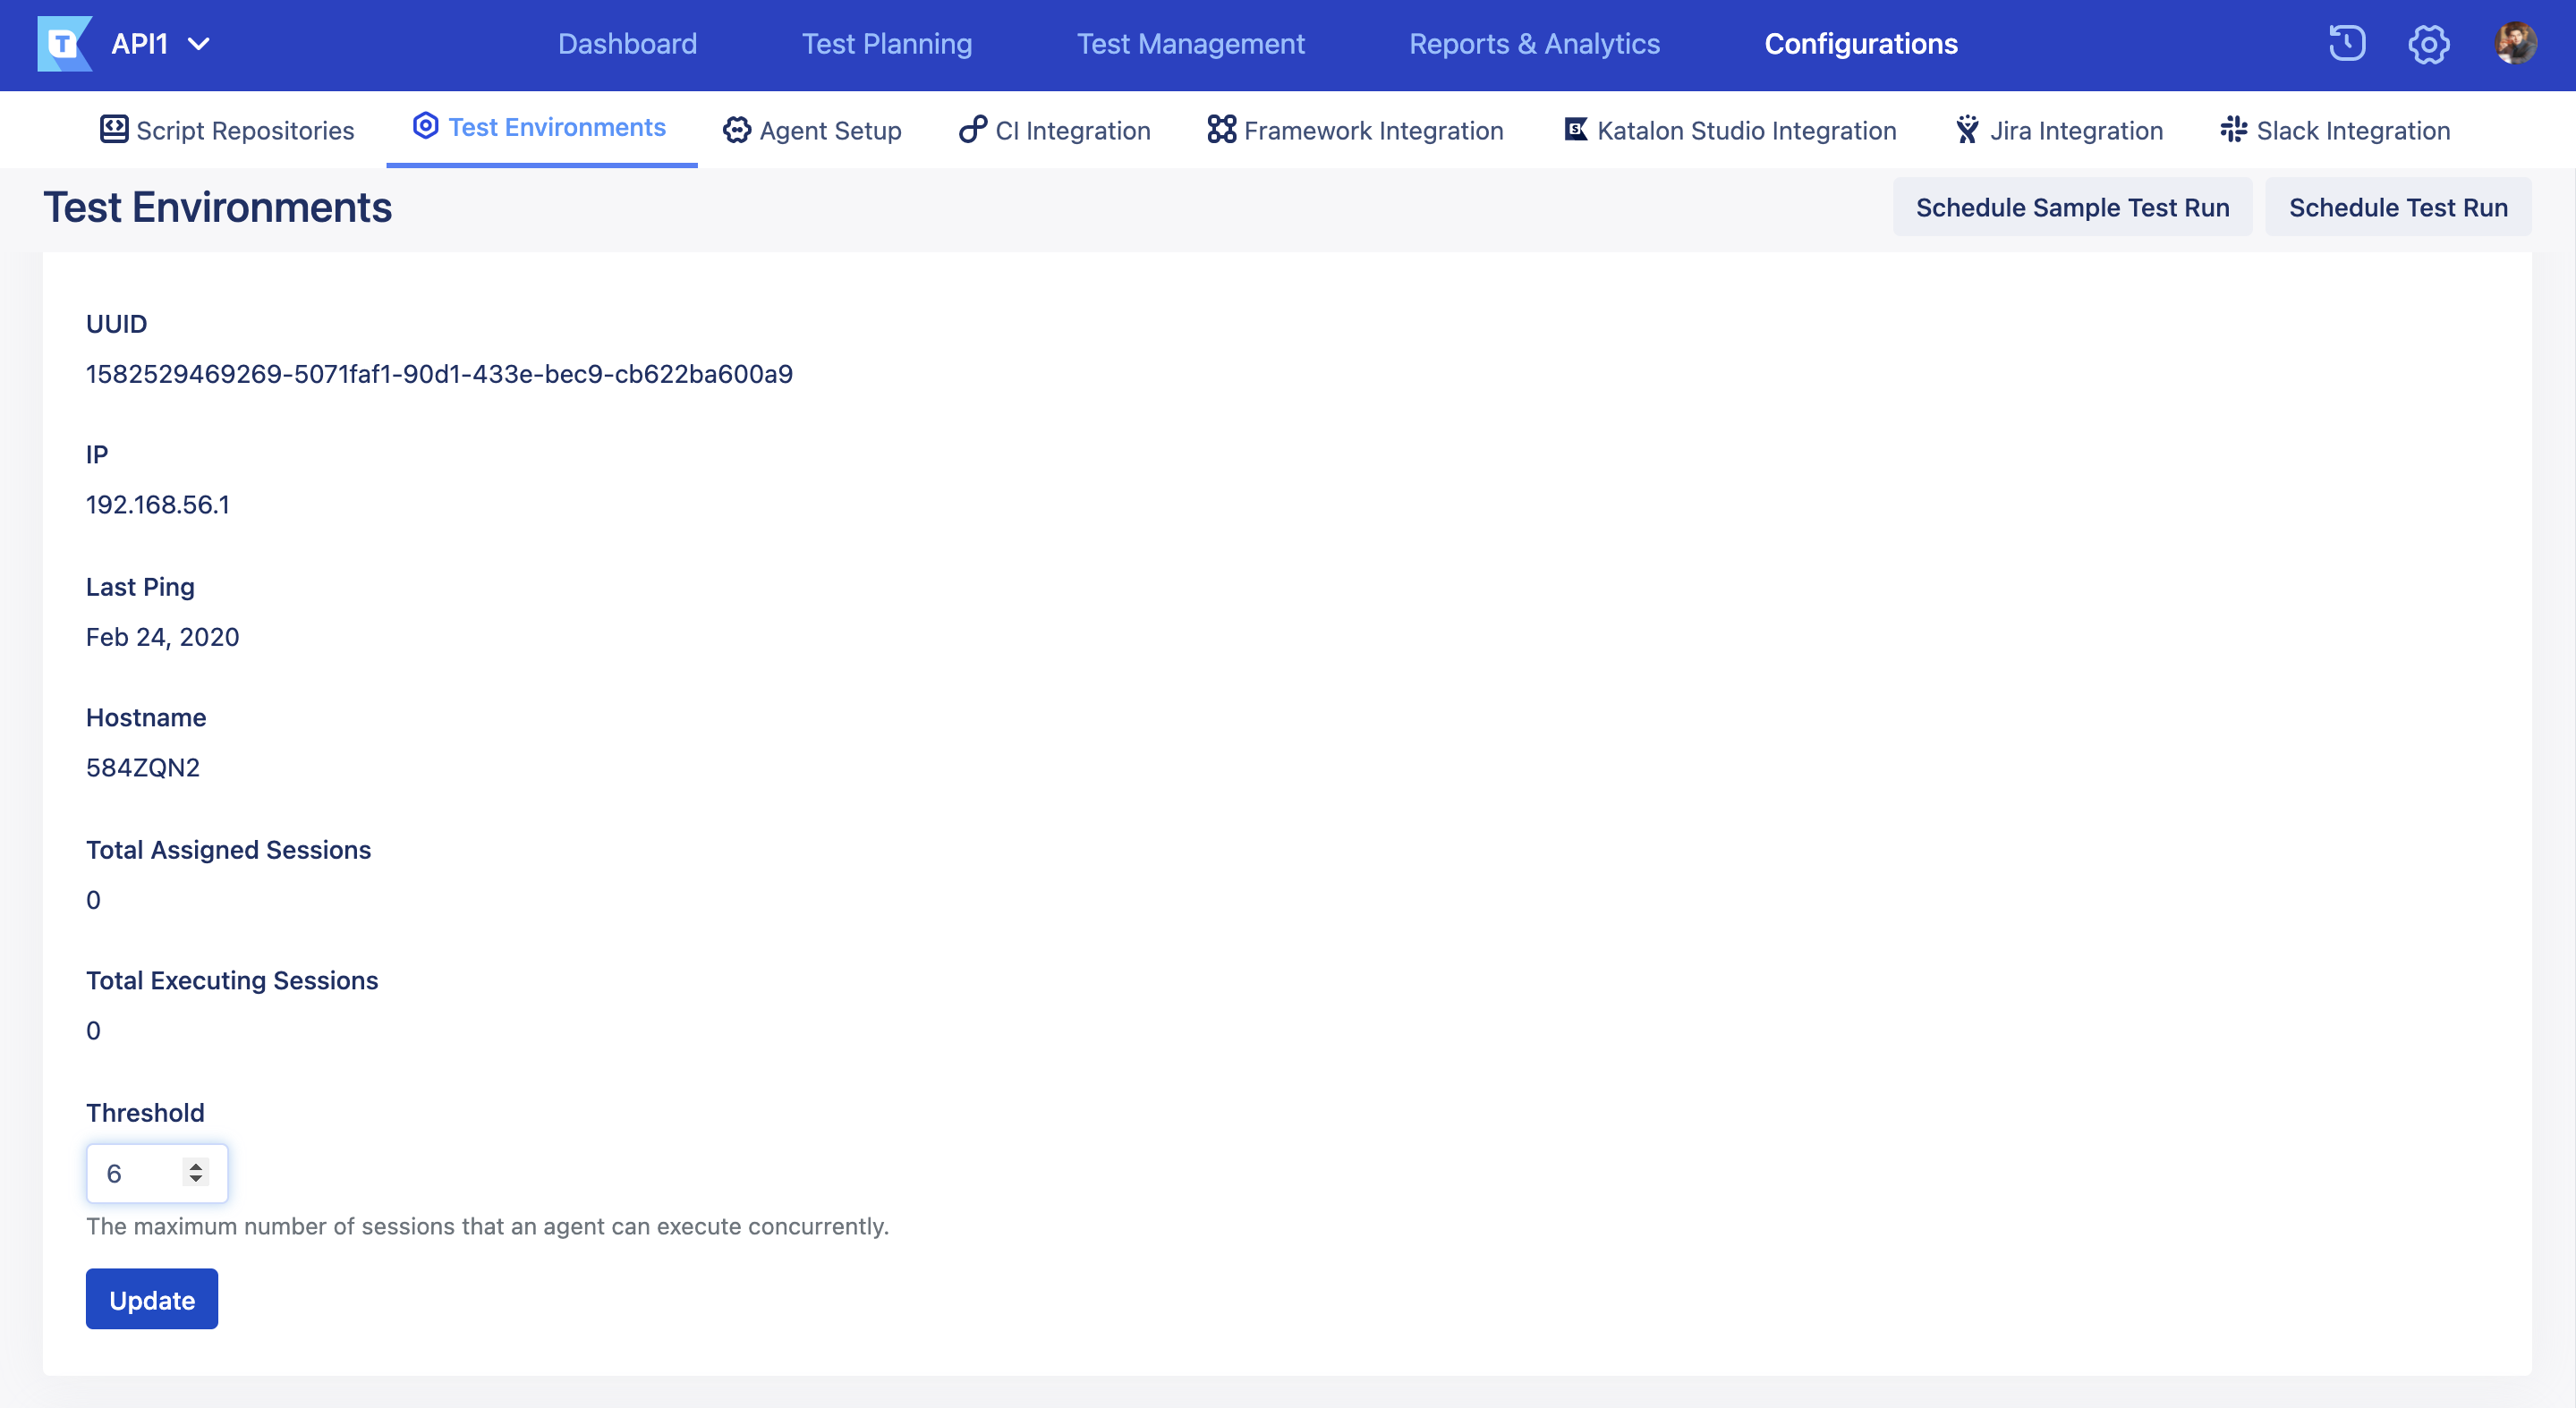 T API1 Dashboard Test Planning Test Management Reports & Analytics Configurations
Script Repositories Test Environments Agent Setup CI Integration Framework Integration Katalon Studio Integration Jira Integration Slack Integration
Test Environments Schedule Sample Test Run Schedule Test Run
UUID
1582529469269-5071faf1-90d1-433e-bec9-cb622ba600a9
IP
192.168.56.1
Last Ping
Feb 24, 2020
Hostname
584ZQN2
Total Assigned Sessions
0
Total Executing Sessions
0
Threshold
6
The maximum number of sessions that an agent can execute concurrently.
Update